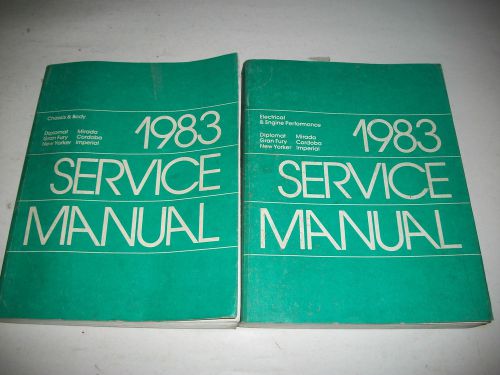 Chassis & Body
Diplomat Mirada
Gran Fury Cordoba
New Yorker Imperial
1983
SERVICE
MANUAL
Electrical
& Engine Performance
Diplomat Mirada
Gran Fury Cordoba
New Yorker Imperial
1983
SERVICE
MANUAL